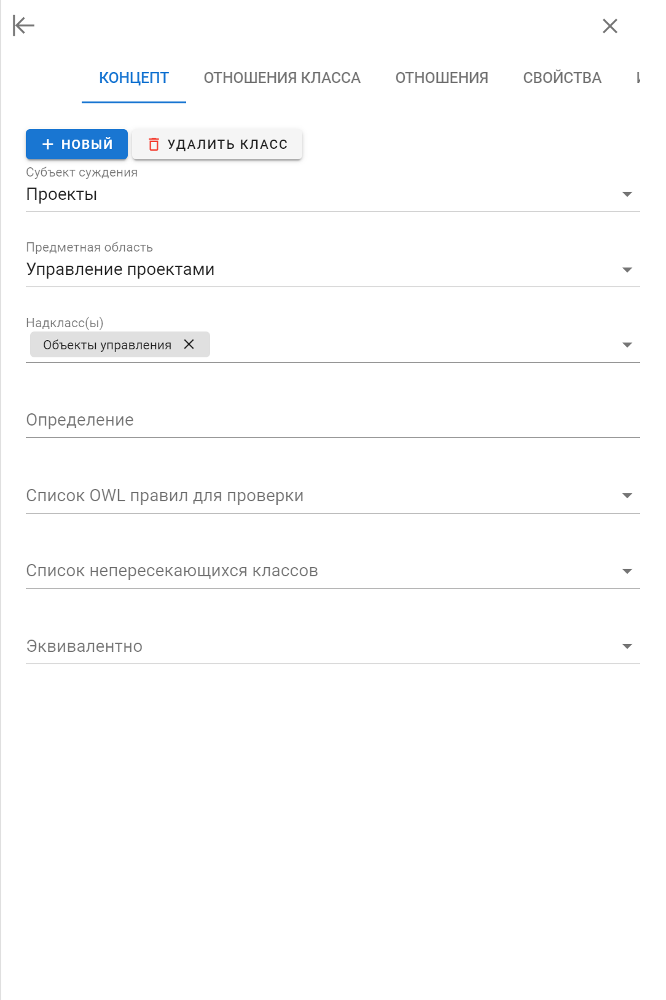 КОНЦЕПТ ОТНОШЕНИЯ КЛАССА ОТНОШЕНИЯ СВОЙСТВА
+ НОВЫЙ УДАЛИТЬ КЛАСС
Субъект суждения
Проекты
Предметная область
Управление проектами
Надкласс(ы)
Объекты управления
Определение
Список OWL правил для проверки
Список непересекающихся классов
Эквивалентно